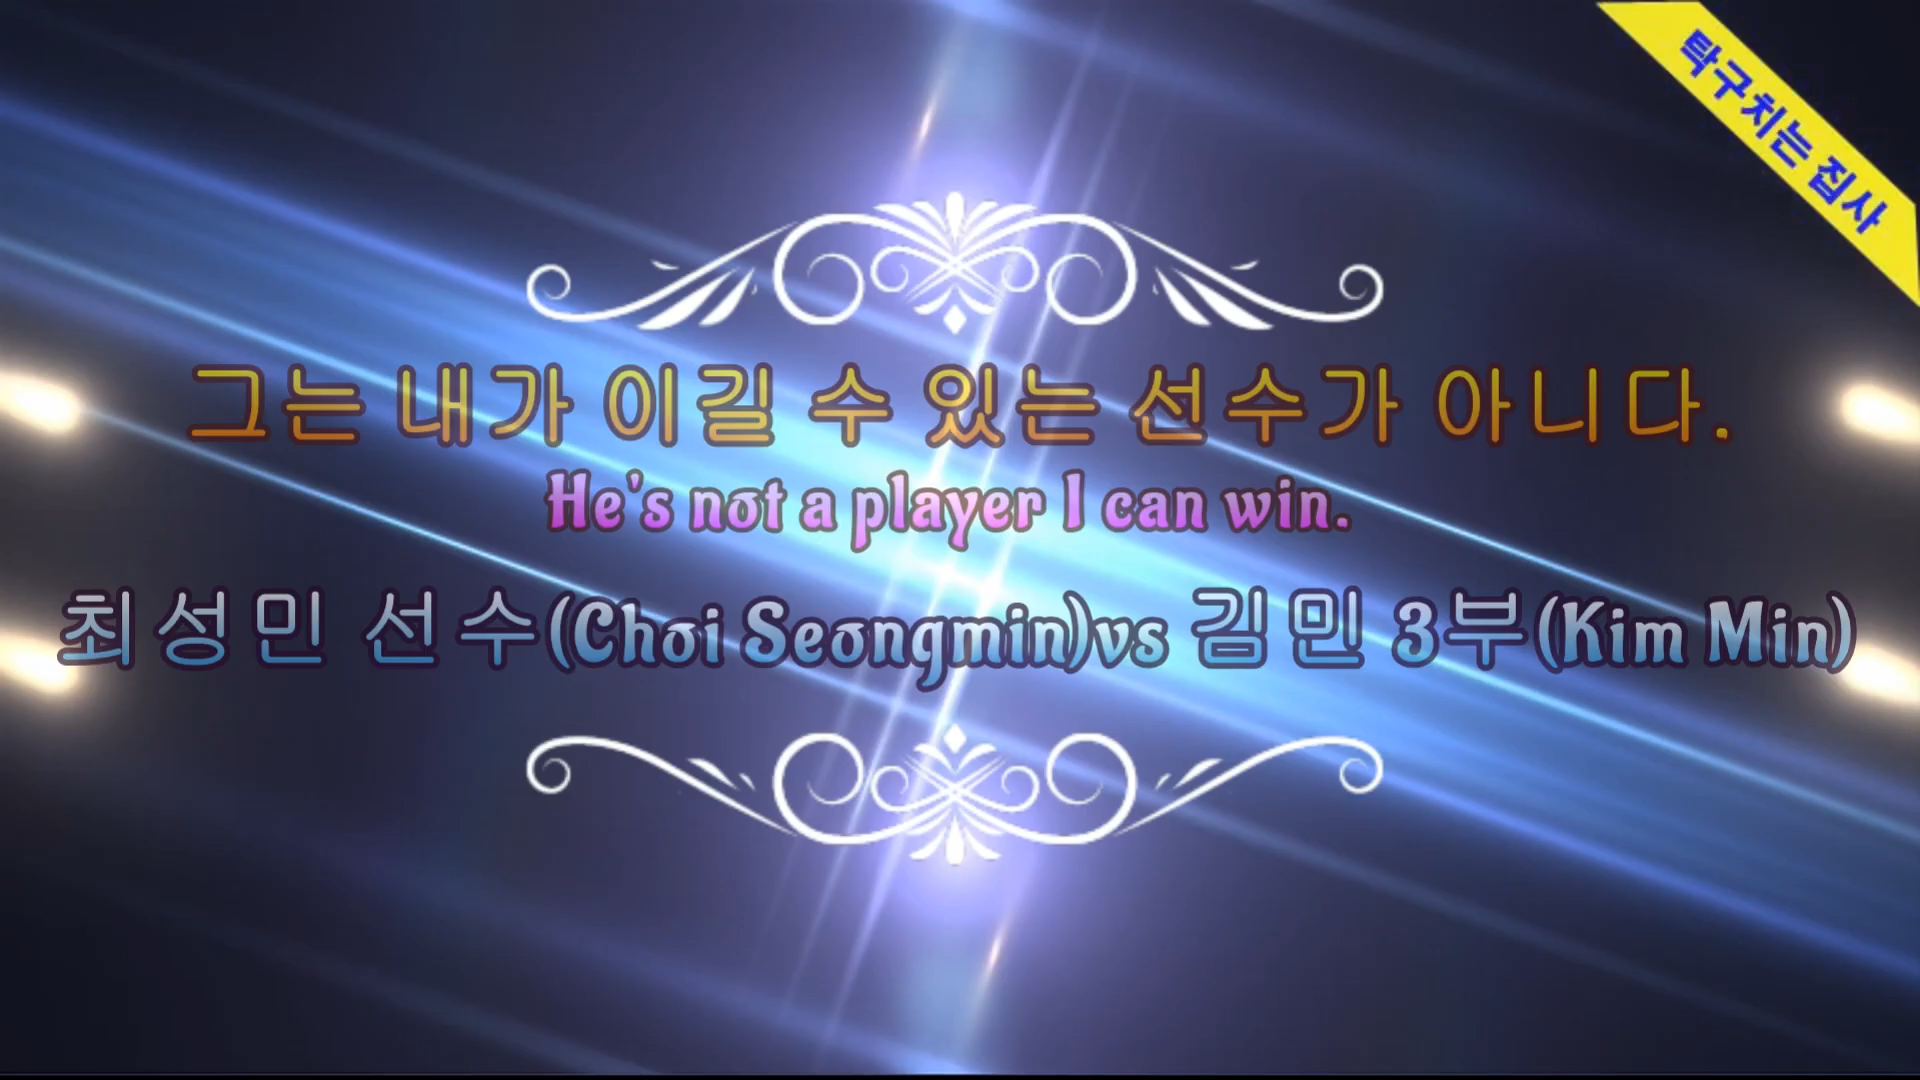 탁구치는 집사
그는 내가 이길 수 있는 선수가 아니다.
He's not a player I can win.
최성민 선수(Choi Seongmin)vs 김민 3부(Kim Min)